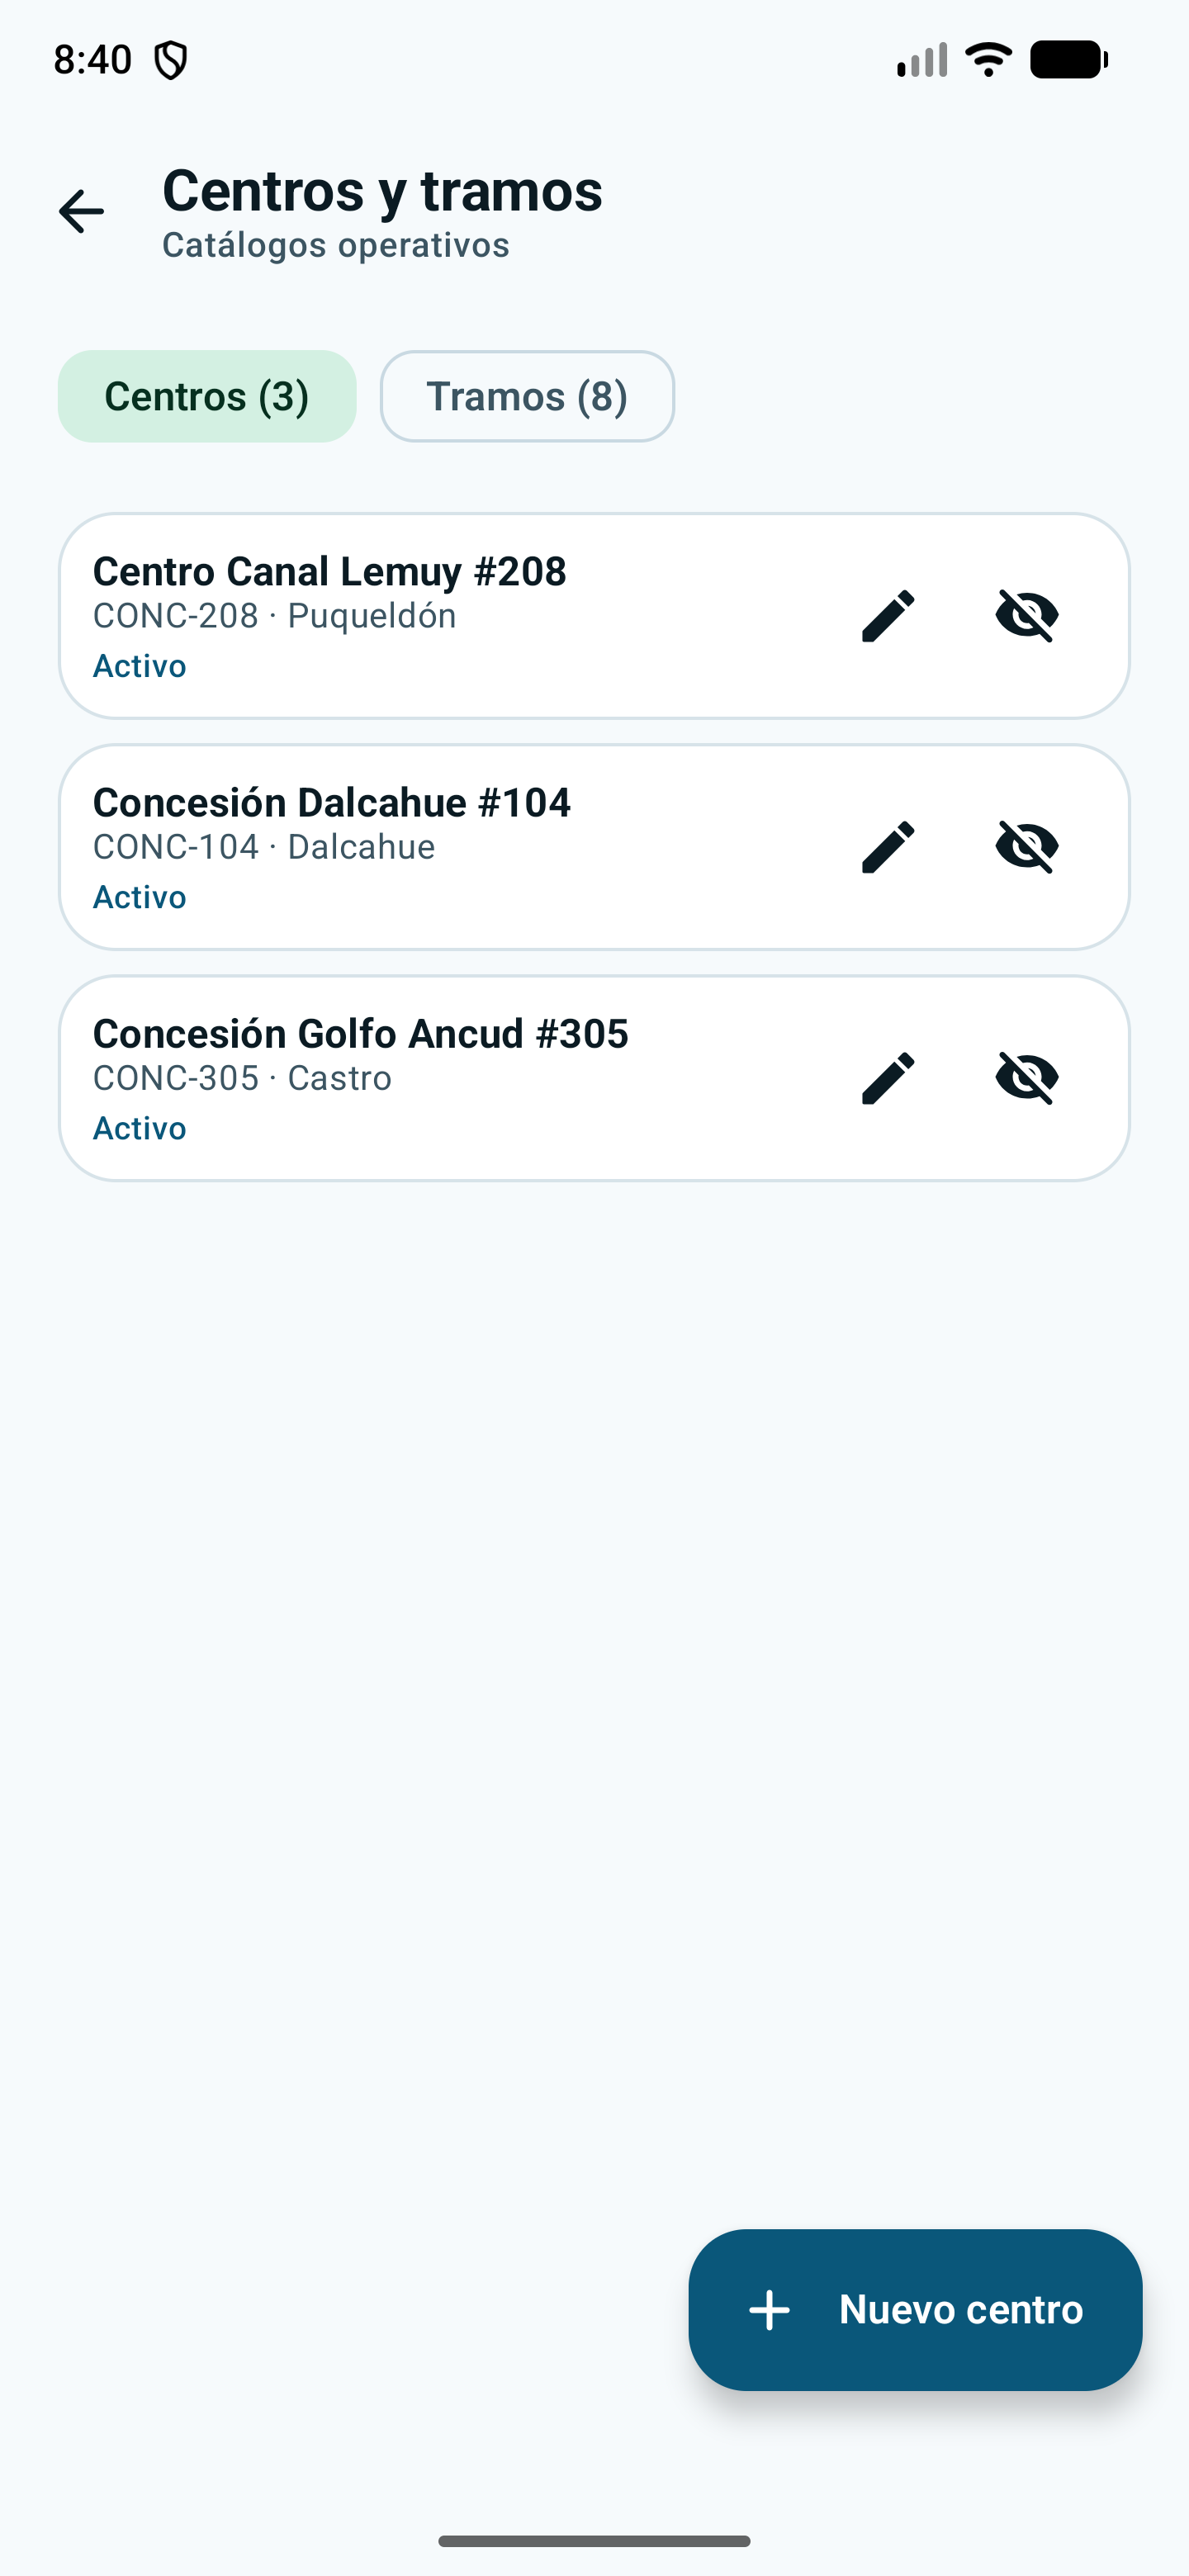 8:40
Centros y tramos
Catálogos operativos
Centros (3)
Tramos (8)
Centro Canal Lemuy #208
CONC-208 · Puqueldón
Activo
Concesión Dalcahue #104
CONC-104 · Dalcahue
Activo
Concesión Golfo Ancud #305
CONC-305 · Castro
Activo
Nuevo centro